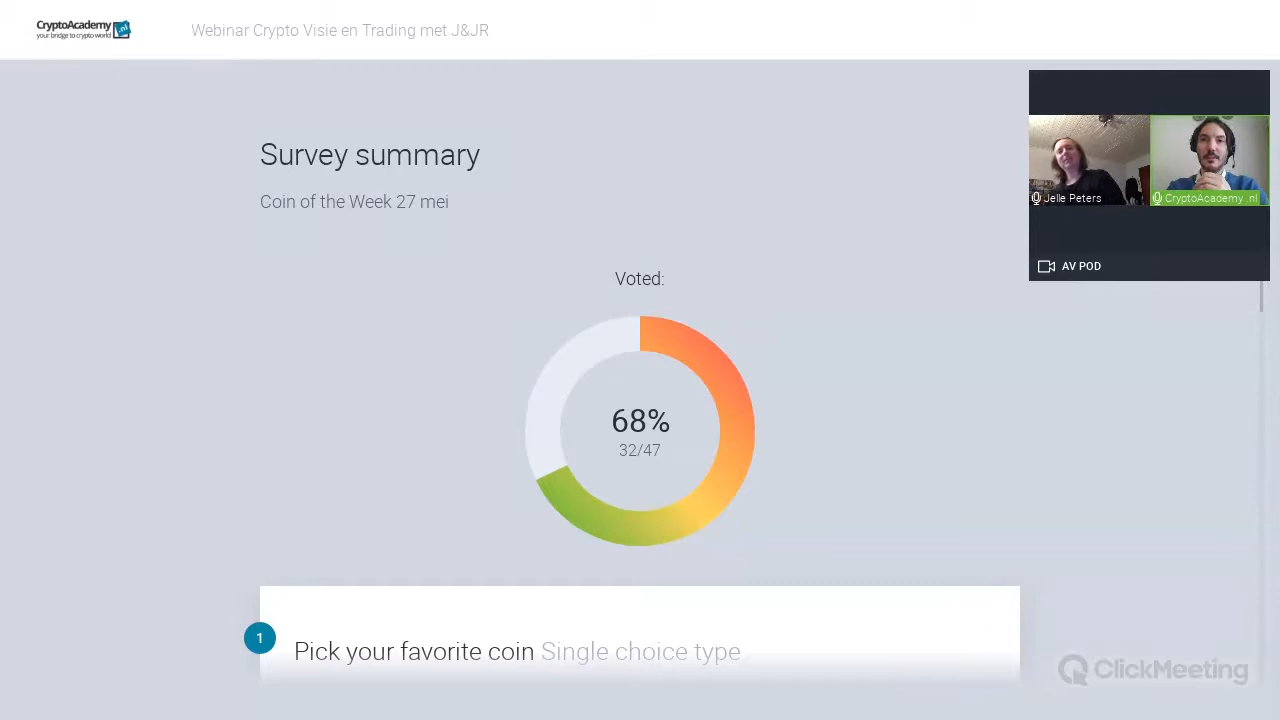 CryptoAcademy .nl
your bridge to crypto world
Webinar Crypto Visie en Trading met J&JR
Survey summary
Coin of the Week 27 mei
Jelle Peters
CryptoAcademy .nl
AV POD
Voted:
68%
32/47
1
Pick your favorite coin Single choice type
ClickMeeting